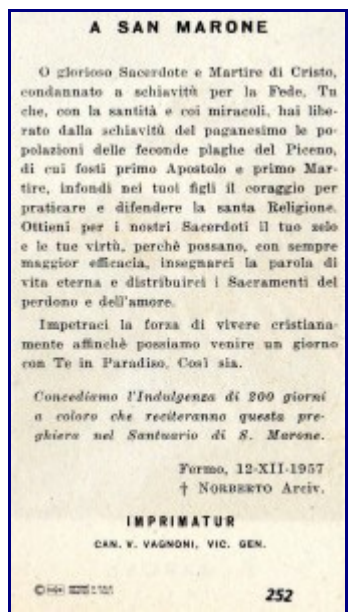 A SAN MARONE
O glorioso Sacerdote e Martire di Cristo,
condannato a schiavitù per la Fede, Tu
che, con la santità e coi miracoli, hai libe-
rato dalla schiavitù del paganesimo le po-
polazioni delle feconde plaghe del Piceno,
di cui fosti primo Apostolo e primo Mar-
tire, infondi nei tuoi figli il coraggio per
praticare e difendere la santa Religione.
Ottieni per i nostri Sacerdoti il tuo zelo
e le tue virtù, perchè possano, con sempre
maggior efficacia, insegnarci la parola di
vita eterna e distribuirci i Sacramenti del
perdono e dell'amore.
Impetraci la forza di vivere cristiana-
mente affinchè possiamo venire un giorno
con Te in Paradiso. Così sia.
Concediamo l'Indulgenza di 200 giorni
a coloro che reciteranno questa pre-
ghiera nel Santuario di S. Marone.
Fermo, 12-XII-1957
† NORBERTO Arciv.
IMPRIMATUR
CAN. V. VAGNONI, VIC. GEN.
©
252